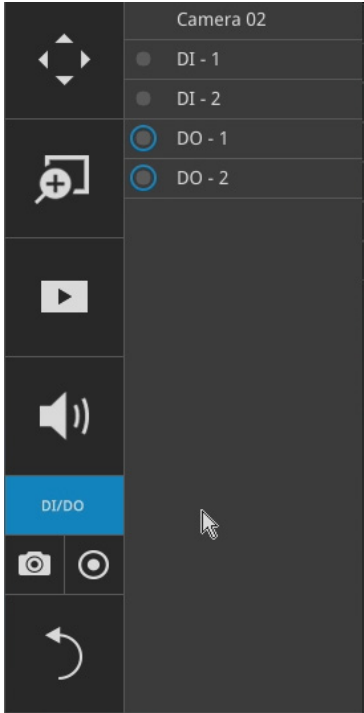 Camera 02
DI - 1
DI - 2
DO - 1
DO - 2
DI/DO